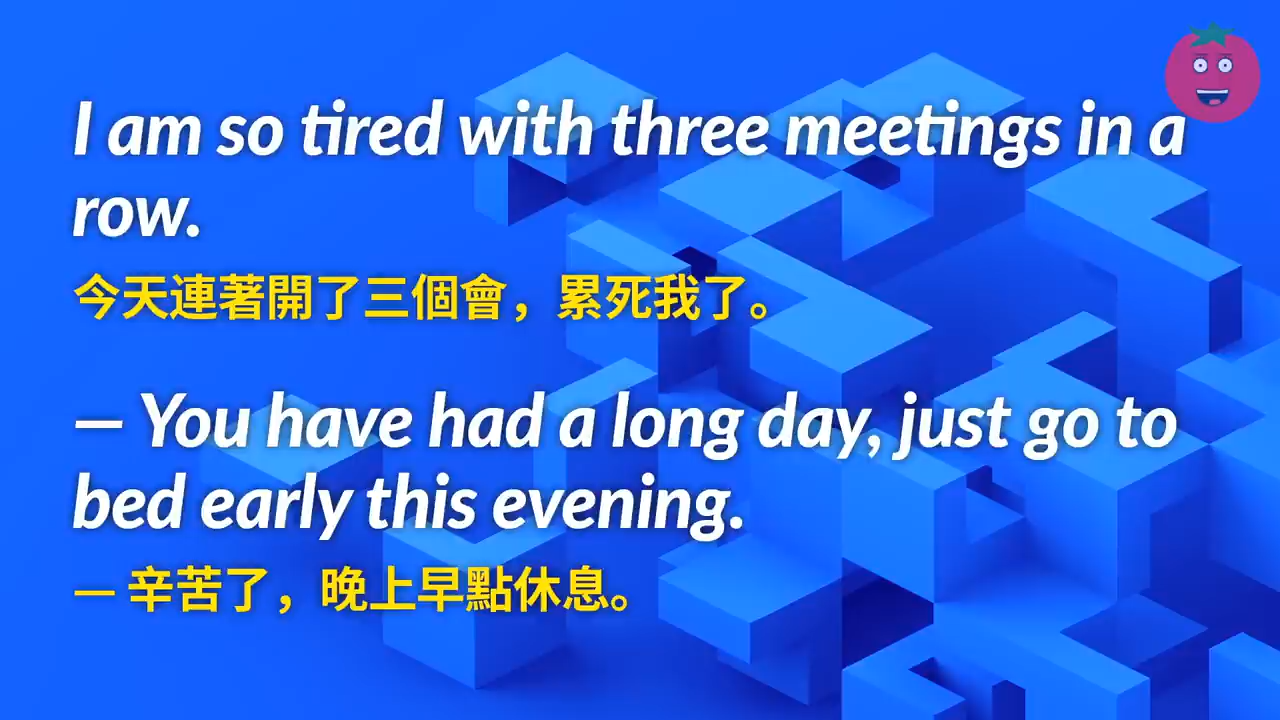 I am so tired with three meetings in a
row.
今天連著開了三個會，累死我了。
— You have had a long day, just go to
bed early this evening.
— 辛苦了，晚上早點休息。